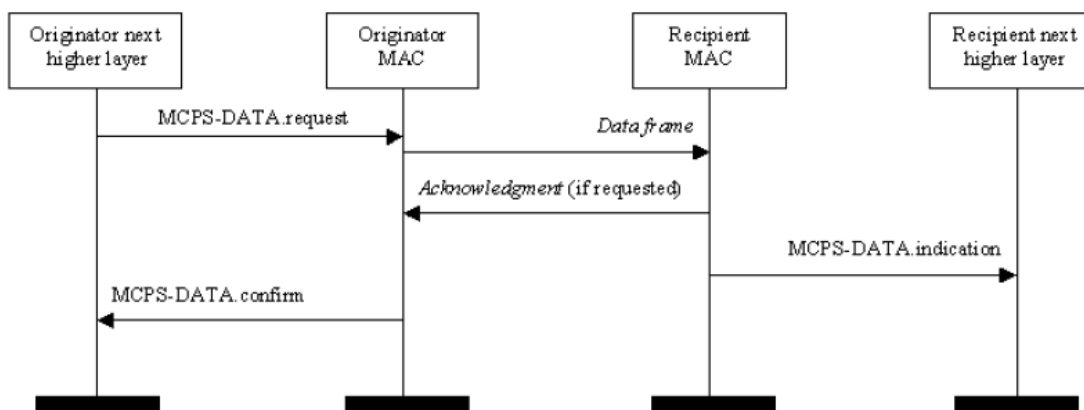 Originator next
higher layer
Originator
MAC
Recipient
MAC
Recipient next
higher layer
MCPS-DATA.request
Data frame
Acknowledgment (if requested)
MCPS-DATA.indication
MCPS-DATA.confirm